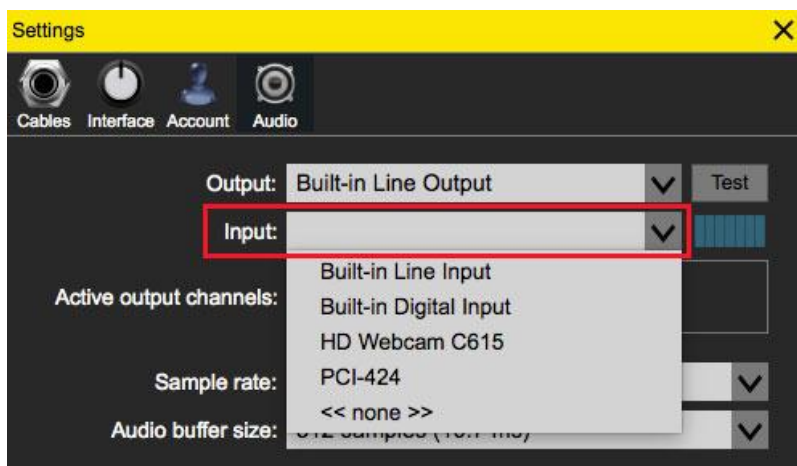 Settings
Cables Interface Account Audio
Output: Built-in Line Output Test
Input:
Built-in Line Input
Active output channels: Built-in Digital Input
HD Webcam C615
Sample rate: PCI-424
<< none >>
Audio buffer size: